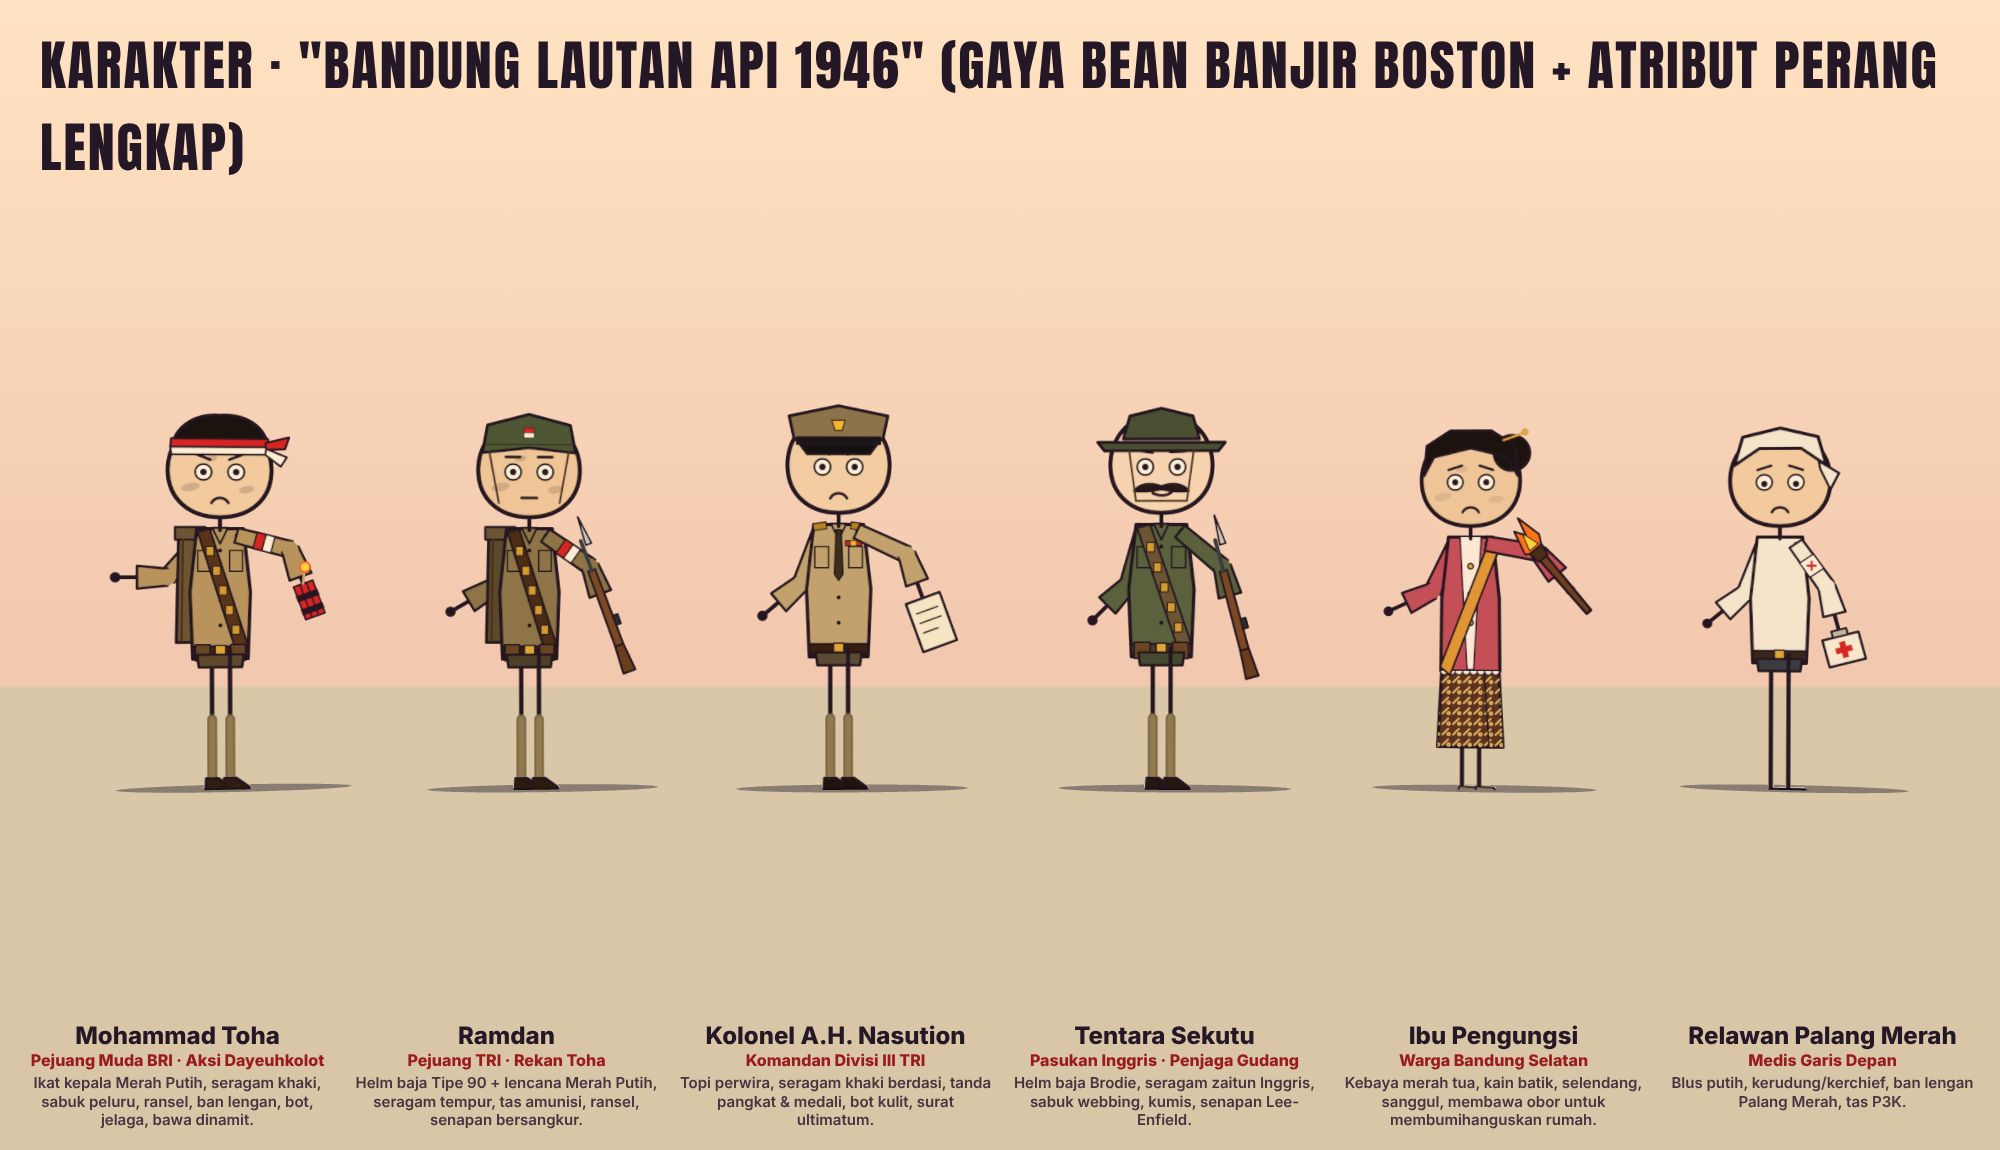 KARAKTER · "BANDUNG LAUTAN API 1946" (GAYA BEAN BANJIR BOSTON + ATRIBUT PERANG
LENGKAP)
Mohammad Toha
Pejuang Muda BRI · Aksi Dayeuhkolot
Ikat kepala Merah Putih, seragam khaki,
sabuk peluru, ransel, ban lengan, bot,
jelaga, bawa dinamit.
Ramdan
Pejuang TRI · Rekan Toha
Helm baja Tipe 90 + lencana Merah Putih,
seragam tempur, tas amunisi, ransel,
senapan bersangkur.
Kolonel A.H. Nasution
Komandan Divisi III TRI
Topi perwira, seragam khaki berdasi, tanda
pangkat & medali, bot kulit, surat
ultimatum.
Tentara Sekutu
Pasukan Inggris · Penjaga Gudang
Helm baja Brodie, seragam zaitun Inggris,
sabuk webbing, kumis, senapan Lee-
Enfield.
Ibu Pengungsi
Warga Bandung Selatan
Kebaya merah tua, kain batik, selendang,
sanggul, membawa obor untuk
membumihanguskan rumah.
Relawan Palang Merah
Medis Garis Depan
Blus putih, kerudung/kerchief, ban lengan
Palang Merah, tas P3K.